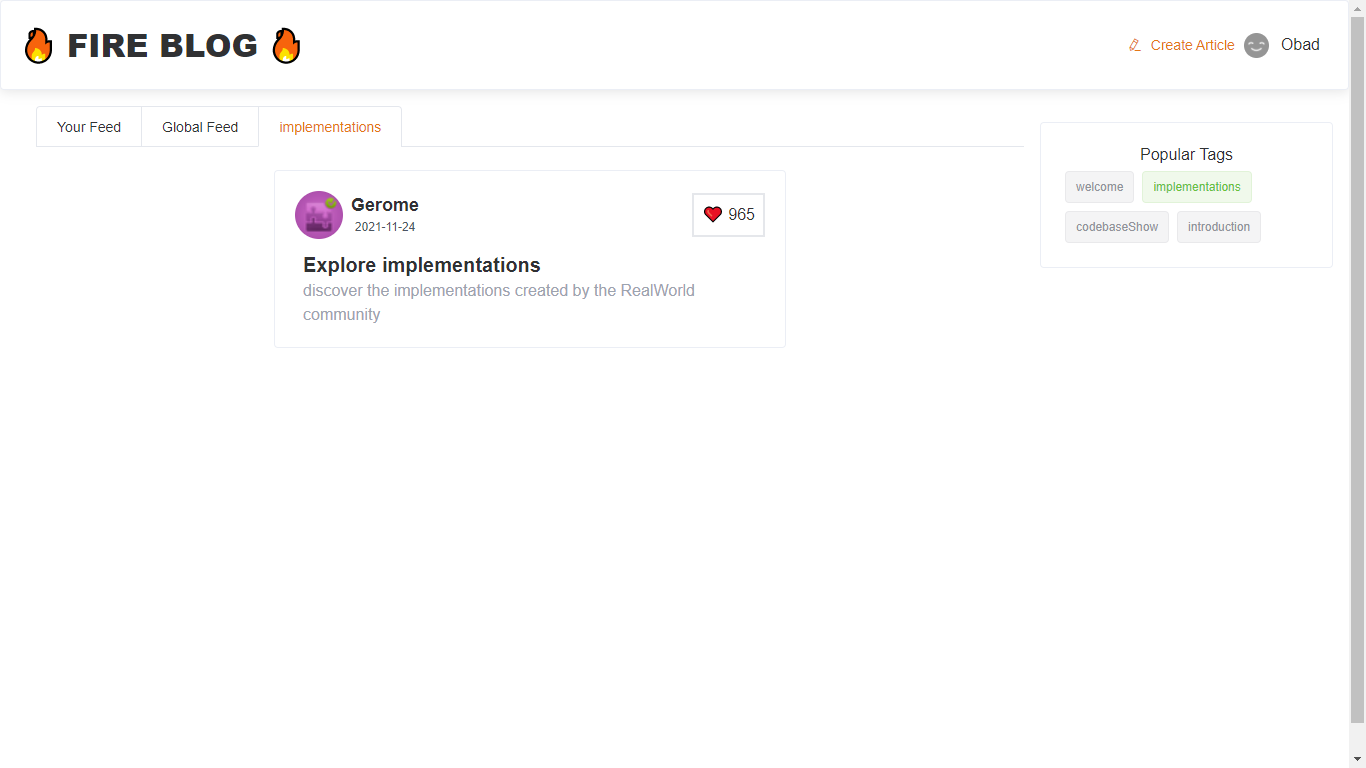 FIRE BLOG
Create Article
Obad
Your Feed
Global Feed
implementations
Gerome
2021-11-24
965
Explore implementations
discover the implementations created by the RealWorld
community
Popular Tags
welcome
implementations
codebaseShow
introduction